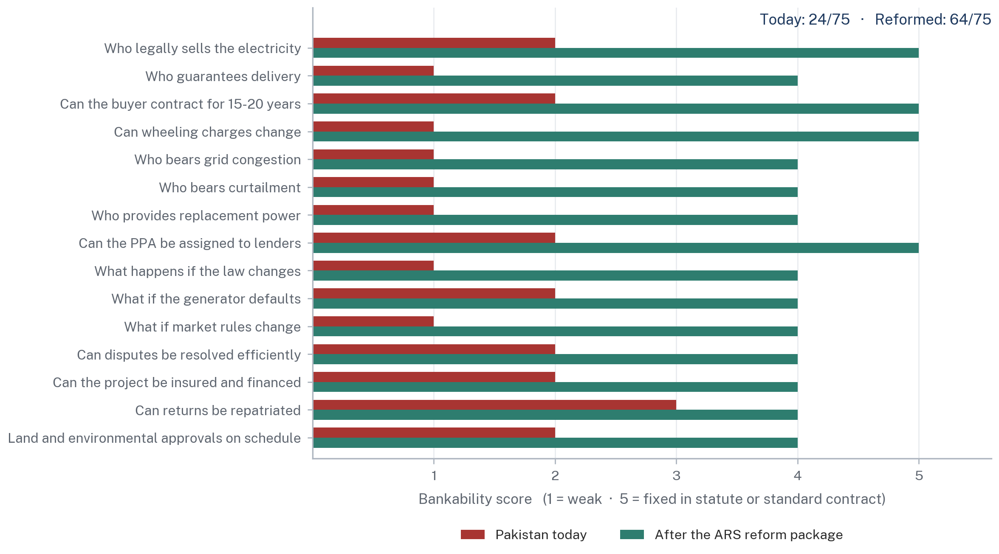 Today: 24/75 · Reformed: 64/75
Who legally sells the electricity
Who guarantees delivery
Can the buyer contract for 15-20 years
Can wheeling charges change
Who bears grid congestion
Who bears curtailment
Who provides replacement power
Can the PPA be assigned to lenders
What happens if the law changes
What if the generator defaults
What if market rules change
Can disputes be resolved efficiently
Can the project be insured and financed
Can returns be repatriated
Land and environmental approvals on schedule
1 2 3 4 5
Bankability score (1 = weak · 5 = fixed in statute or standard contract)
Pakistan today After the ARS reform package